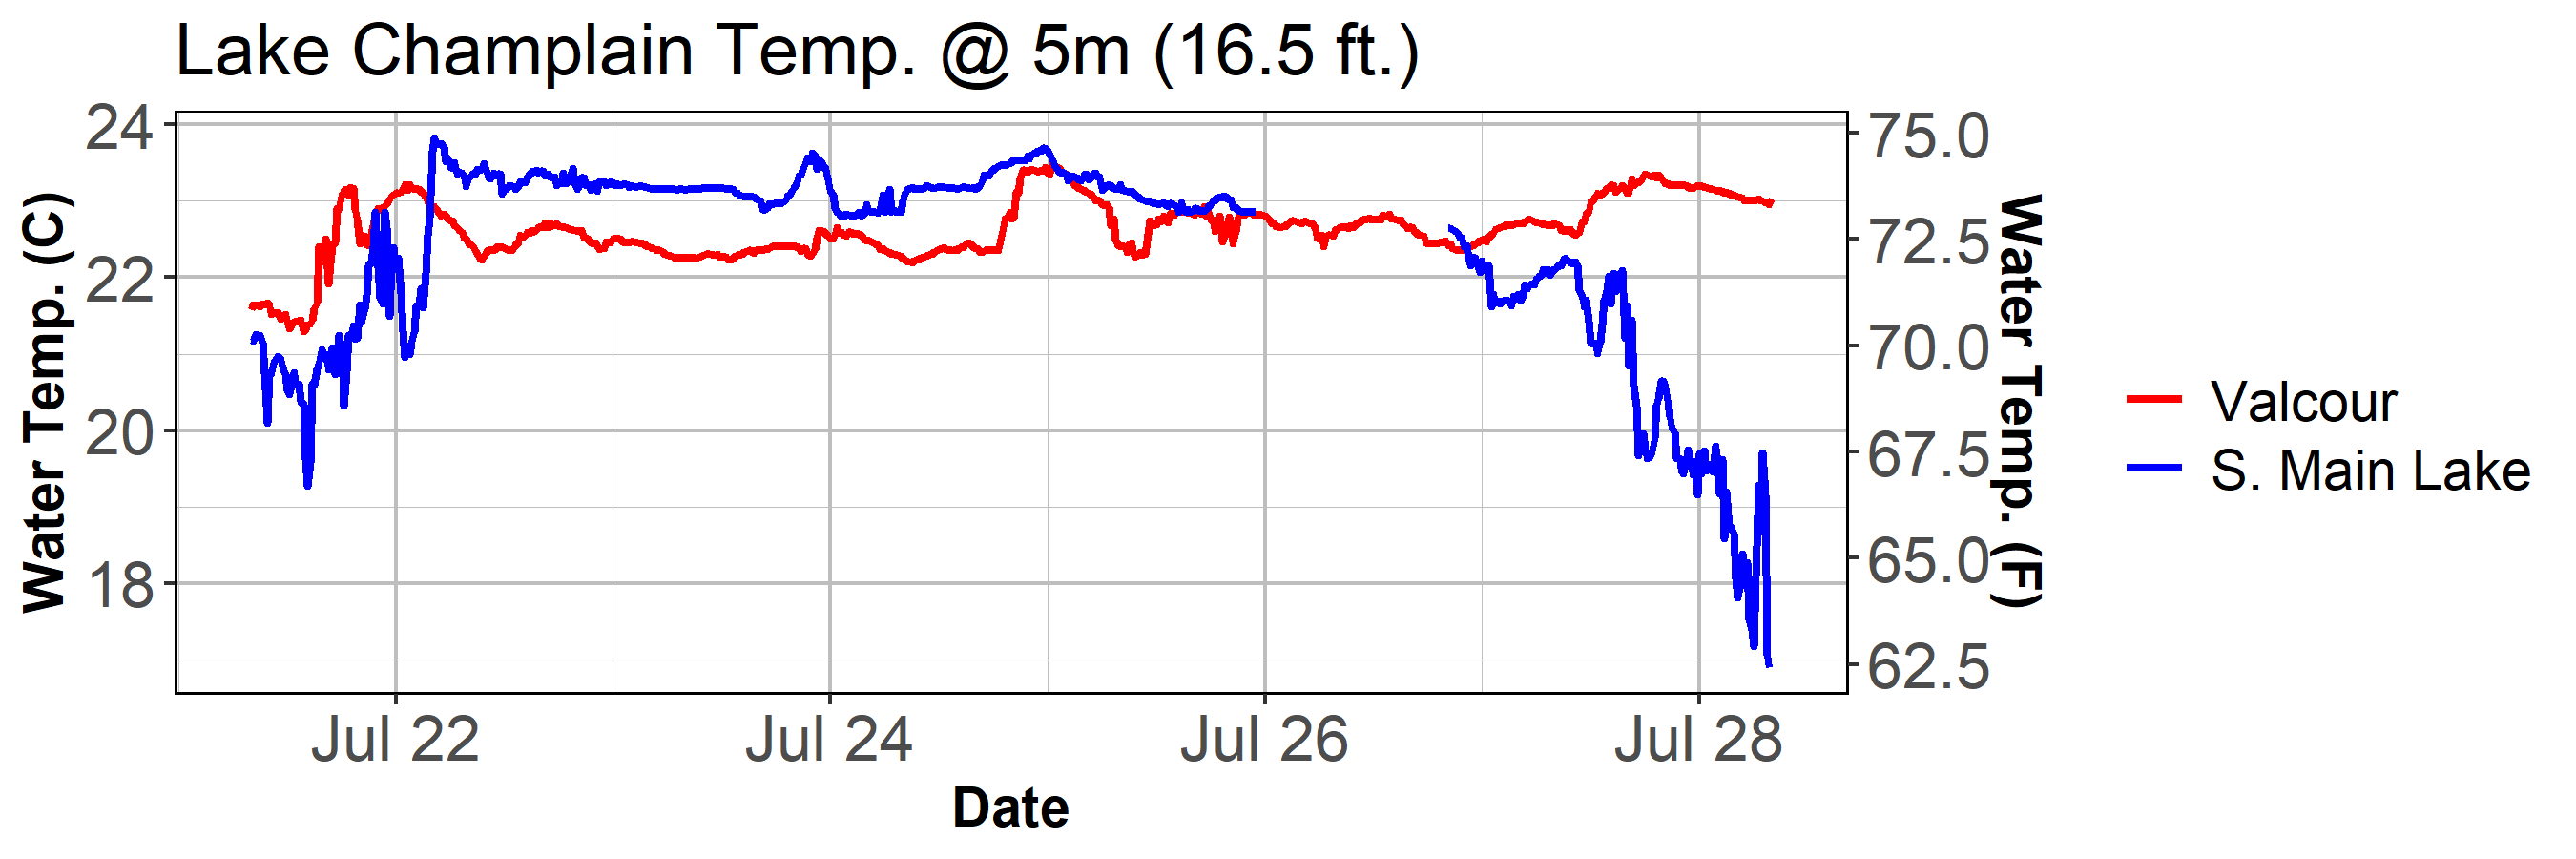 Lake Champlain Temp. @ 5m (16.5 ft.)
Water Temp. (C)
24
22
20
18
75.0
72.5
70.0
67.5
65.0
62.5
Water Temp. (F)
Jul 22
Jul 24
Jul 26
Jul 28
Date
Valcour
S. Main Lake